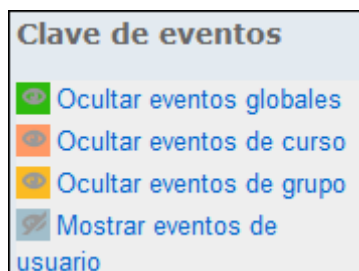 Clave de eventos
Ocultar eventos globales
Ocultar eventos de curso
Ocultar eventos de grupo
Mostrar eventos de
usuario